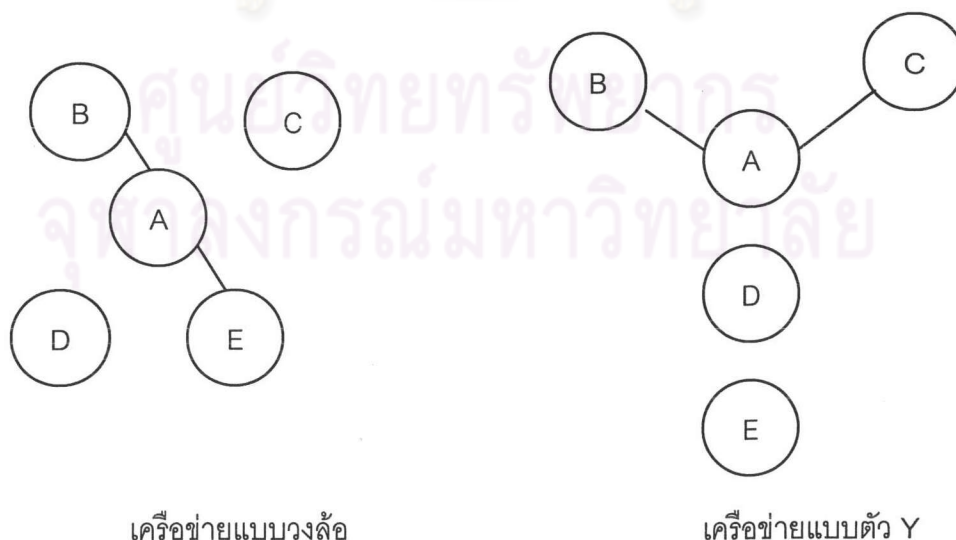 B
C
A
D
E
B
C
A
D
E
ศูนย์วิทยทรัพยากร
จุฬาลงกรณ์มหาวิทยาลัย
เครือข่ายแบบวงล้อ
เครือข่ายแบบตัว Y